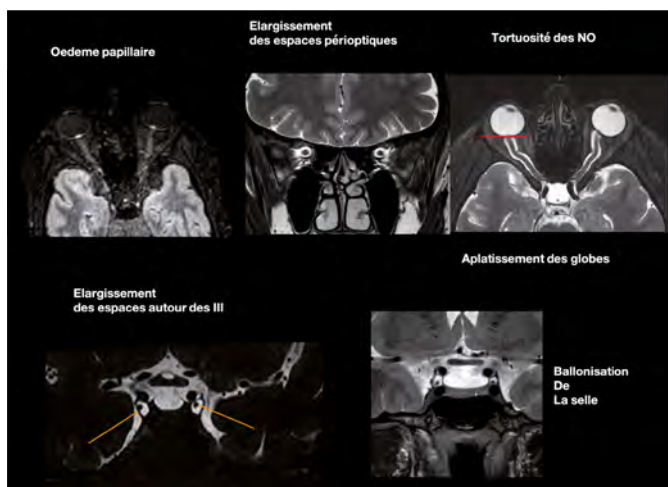 Oedeme papillaire
Elargissement
des espaces périoptiques
Tortuosité des NO
Aplatissement des globes
Elargissement
des espaces autour des III
Ballonisation
De
La selle